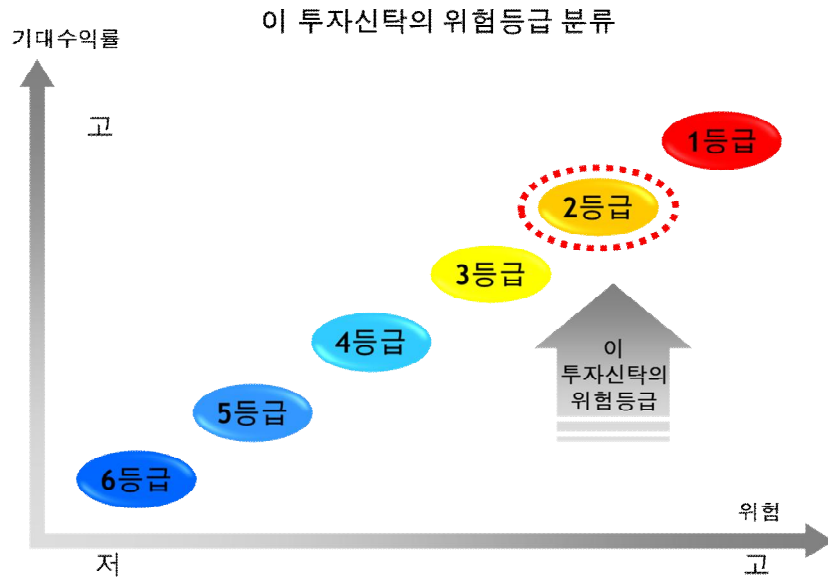 이 투자신탁의 위험등급 분류
기대수익률
고
1등급
2등급
3등급
4등급
5등급
6등급
이
투자신탁의
위험등급
위험
저
고